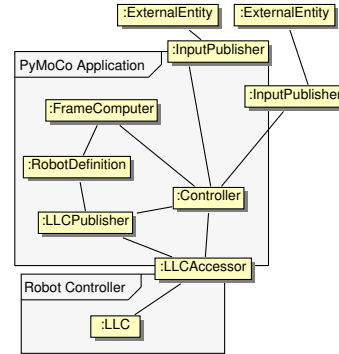 :ExternalEntity
:ExternalEntity
:InputPublisher
PyMoCo Application
:InputPublisher
:FrameComputer
:RobotDefinition
:Controller
:LLCPublisher
:LLCAccessor
Robot Controller
:LLC